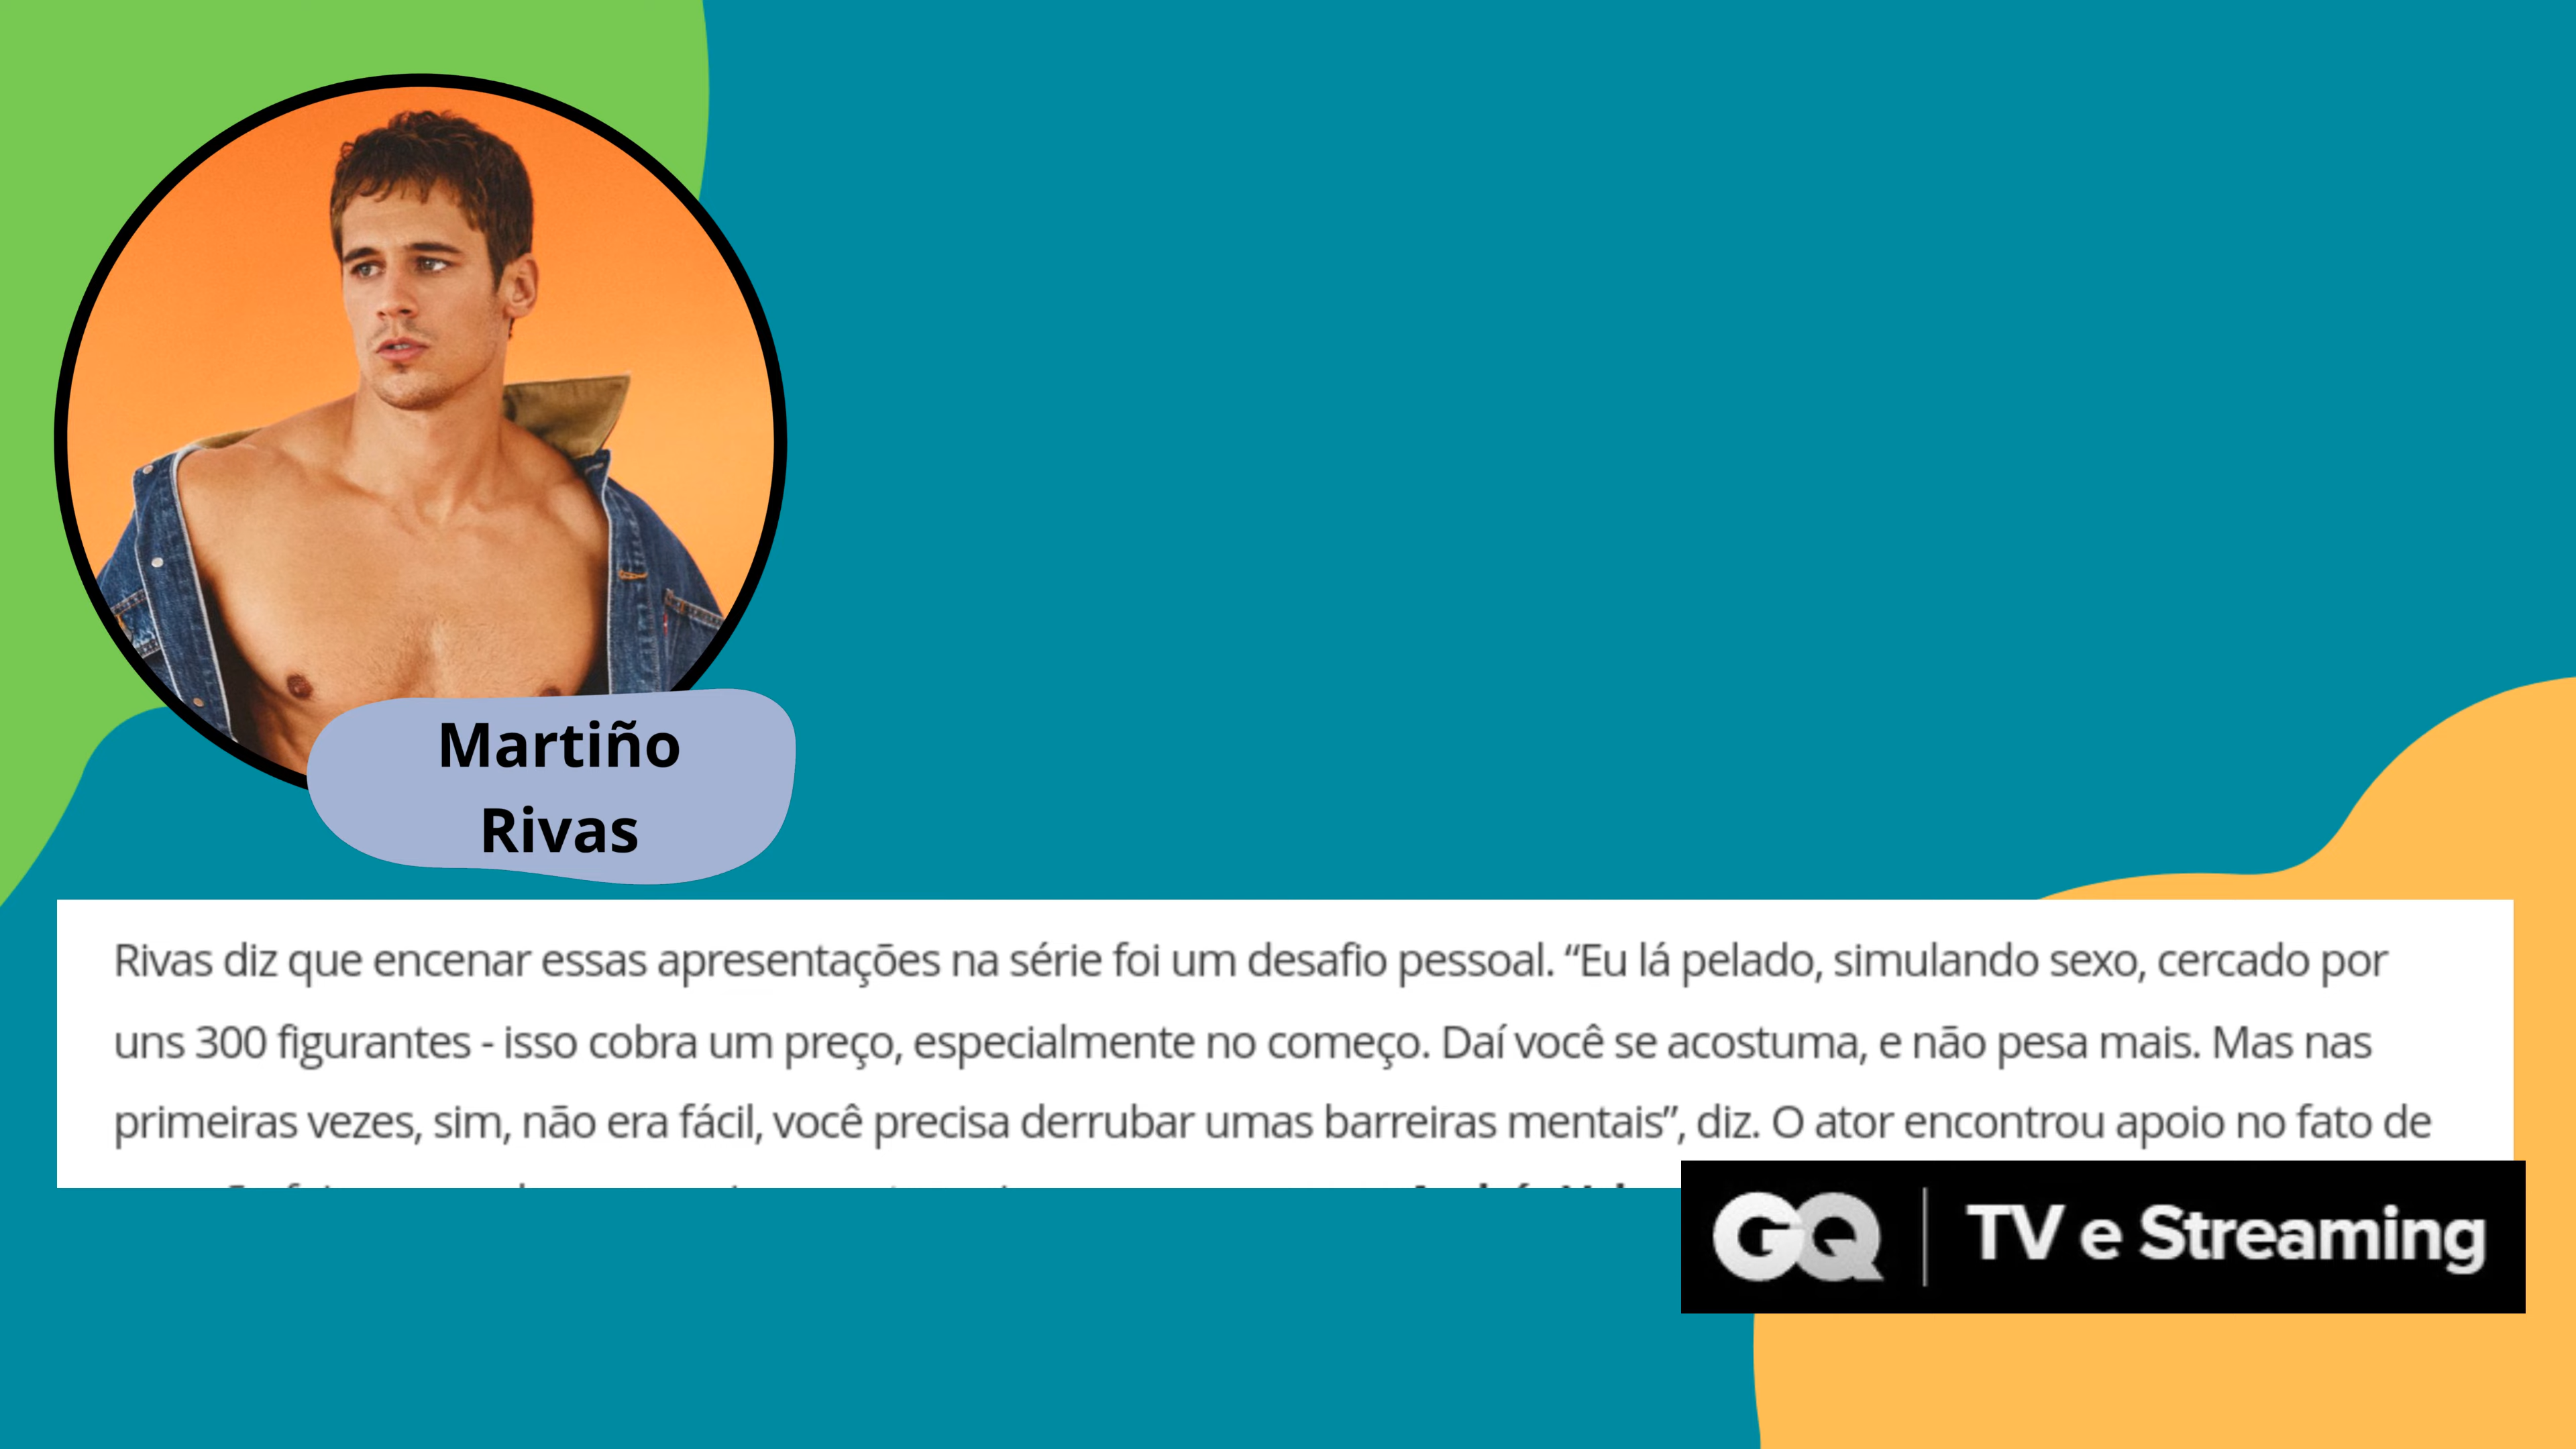 Martiño
Rivas
Rivas diz que encenar essas apresentações na série foi um desafio pessoal. “Eu lá pelado, simulando sexo, cercado por
uns 300 figurantes - isso cobra um preço, especialmente no começo. Daí você se acostuma, e não pesa mais. Mas nas
primeiras vezes, sim, não era fácil, você precisa derrubar umas barreiras mentais”, diz. O ator encontrou apoio no fato de
GQ | TV e Streaming